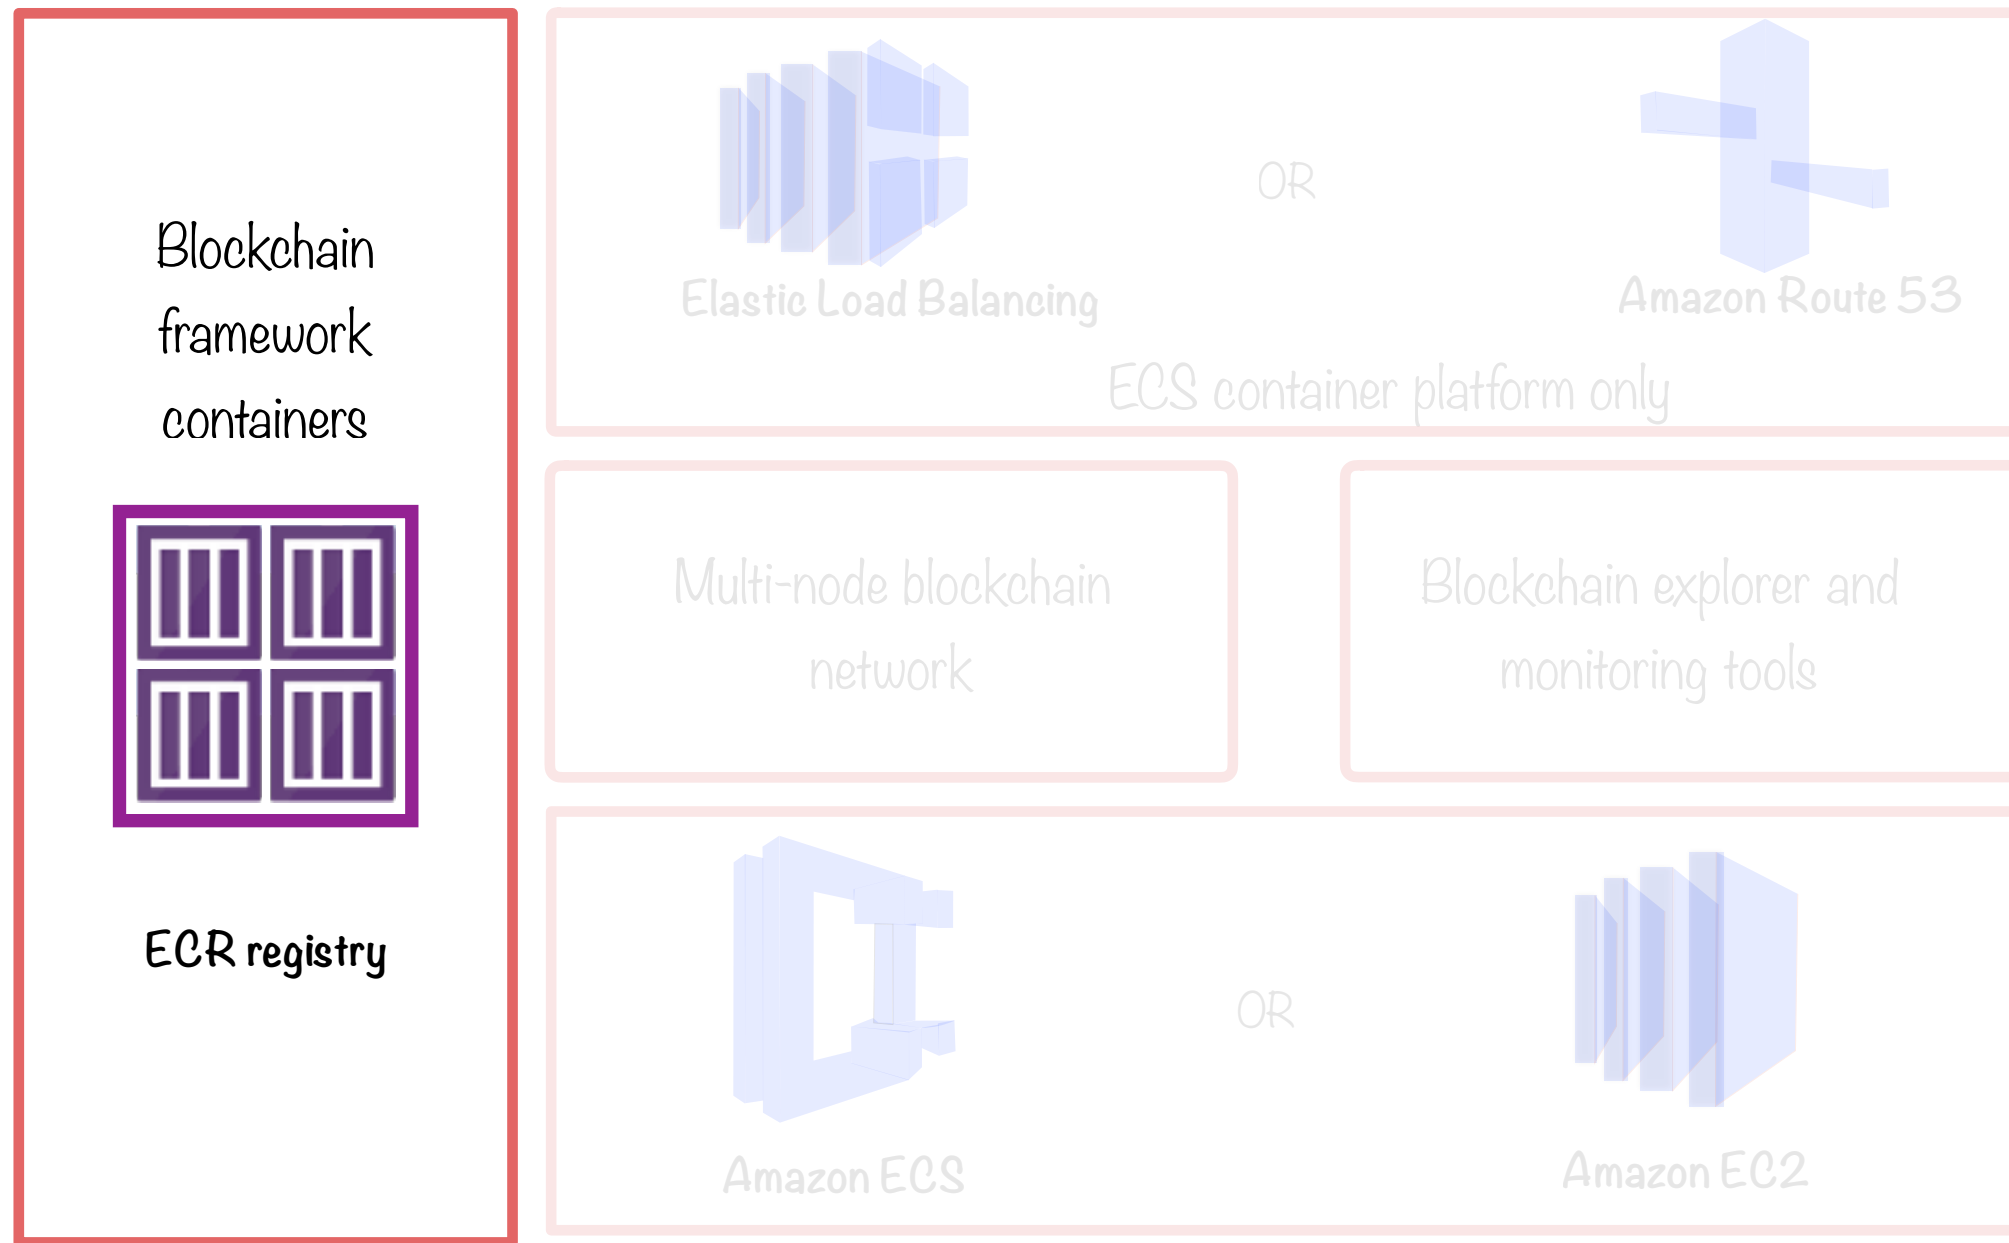 Blockchain
framework
containers
ECR registry
OR
Elastic Load Balancing
Amazon Route 53
ECS container platform only
Multi-node blockchain
network
Blockchain explorer and
monitoring tools
OR
Amazon ECS
Amazon EC2